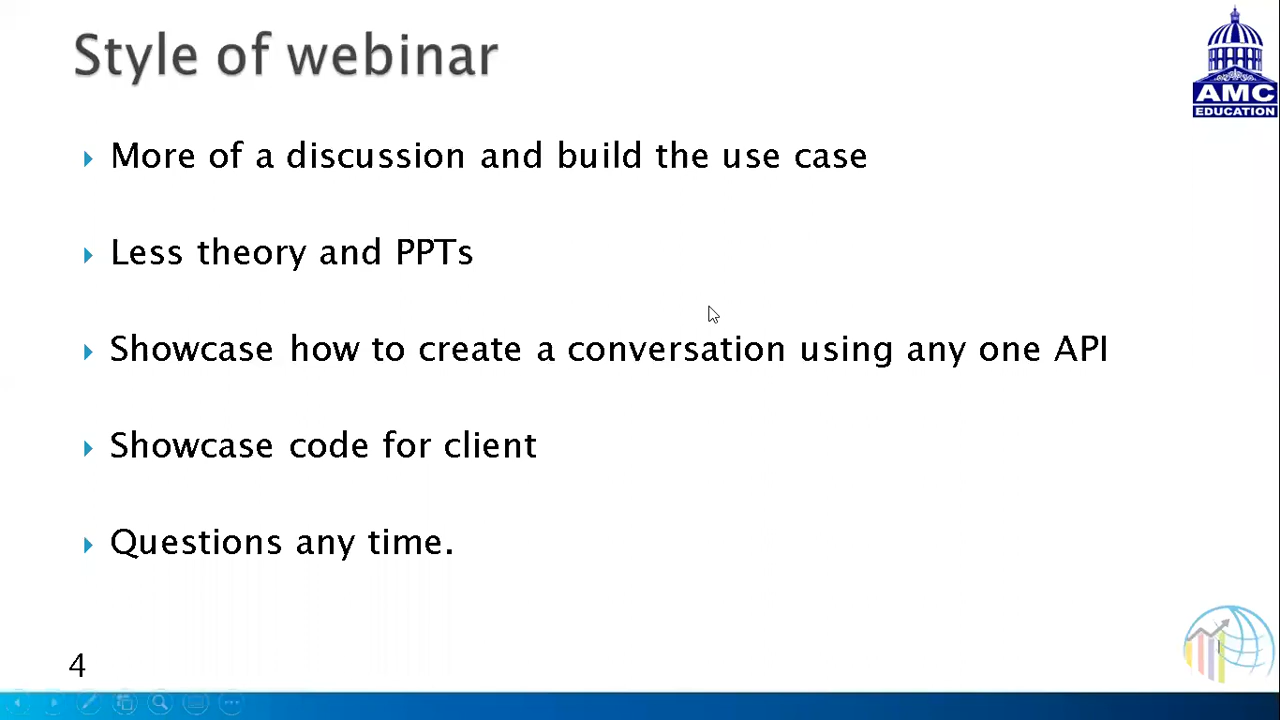 Style of webinar
AMC
EDUCATION
More of a discussion and build the use case
Less theory and PPTs
Showcase how to create a conversation using any one API
Showcase code for client
Questions any time.
4